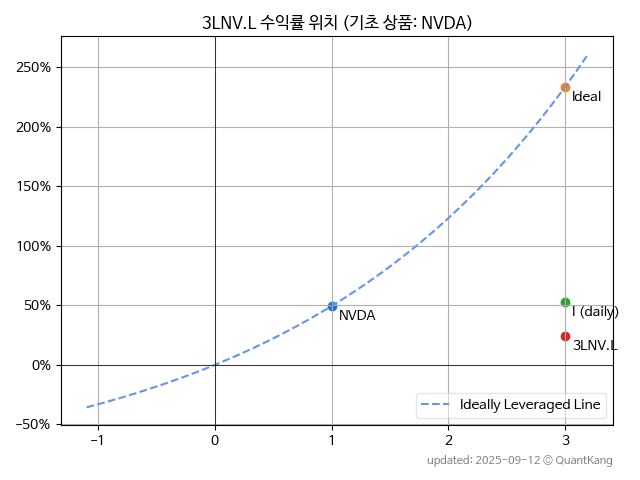 3LNV.L 수익률 위치 (기초 상품: NVDA)
250%
200%
150%
100%
50%
0%
−50%
Ideal
NVDA
I (daily)
3LNV.L
Ideally Leveraged Line
−1 0 1 2 3
updated: 2025-09-12 © QuantKang